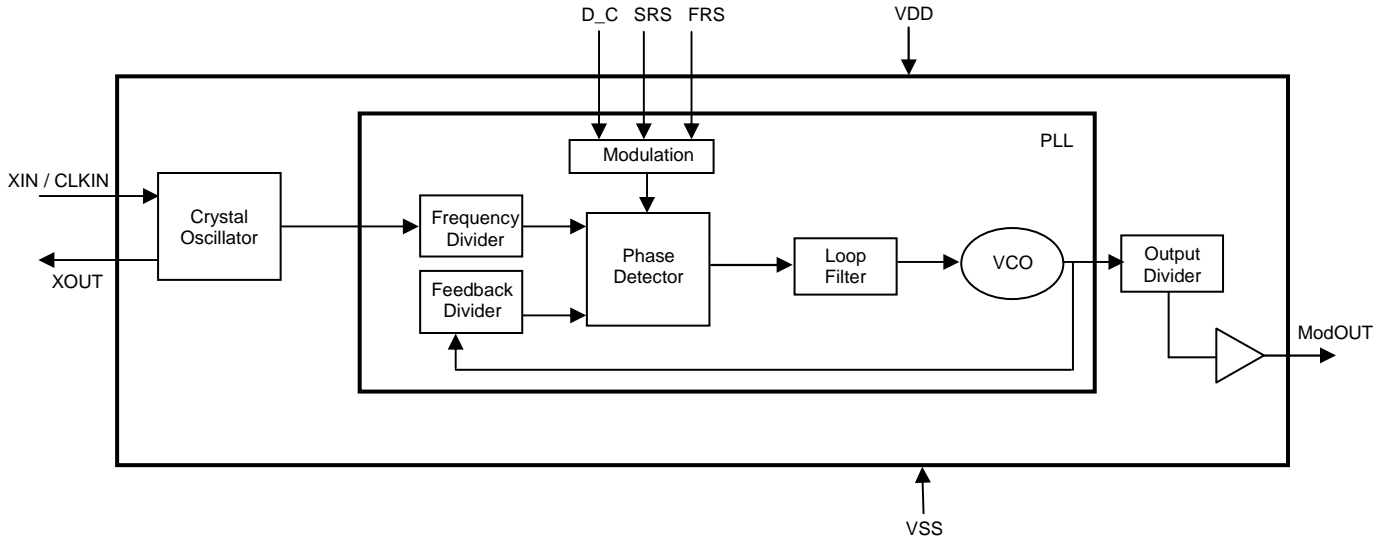 D_C SRS FRS
VDD
PLL
Modulation
XIN / CLKIN
Crystal
Oscillator
XOUT
Frequency
Divider
Feedback
Divider
Phase
Detector
Loop
Filter
VCO
Output
Divider
ModOUT
VSS